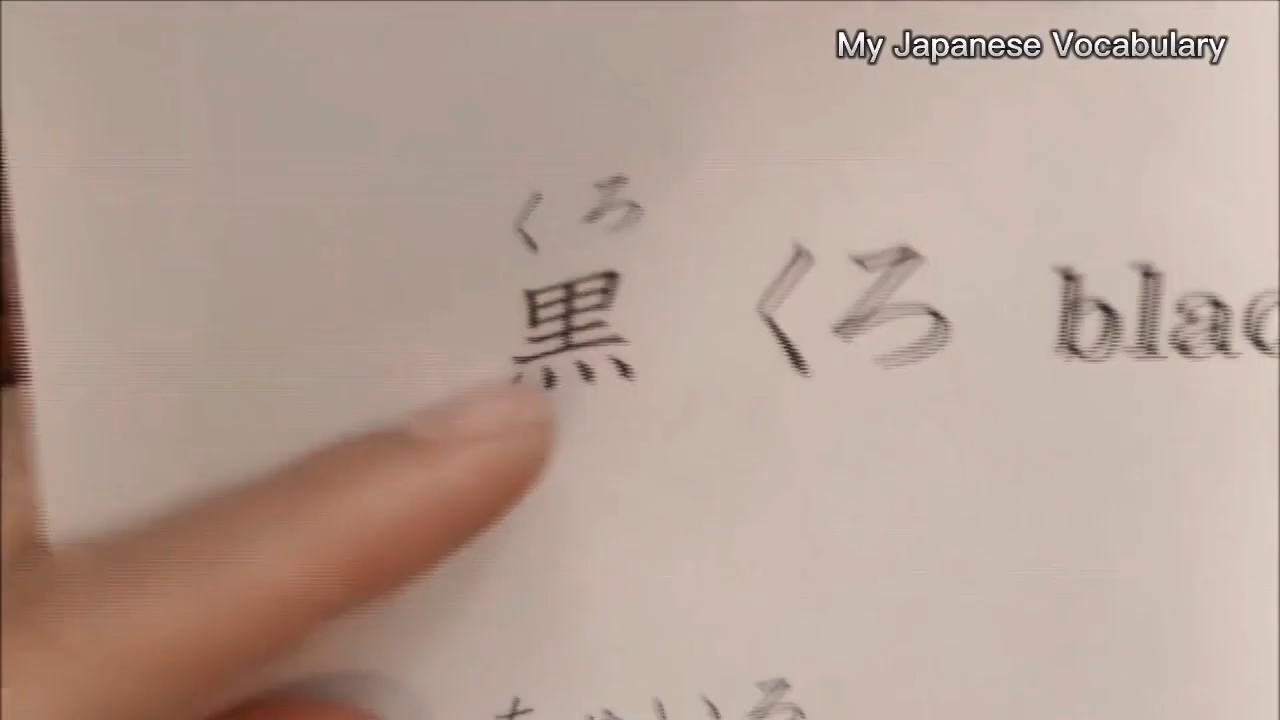 My Japanese Vocabulary
くろ
黒 くろ blac